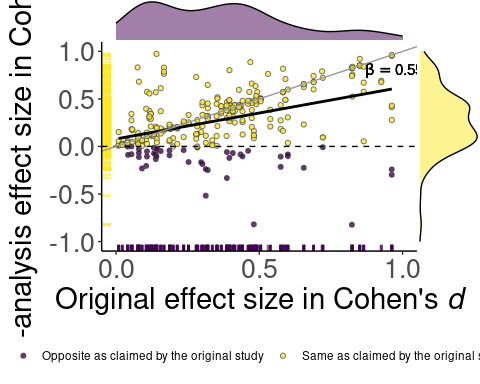 -analysis effect size in
1.0
0.5
0.0
-0.5
-1.0
β = 0.5
0.0 0.5 1.0
Original effect size in Cohen's d
Opposite as claimed by the original study Same as claimed by the original